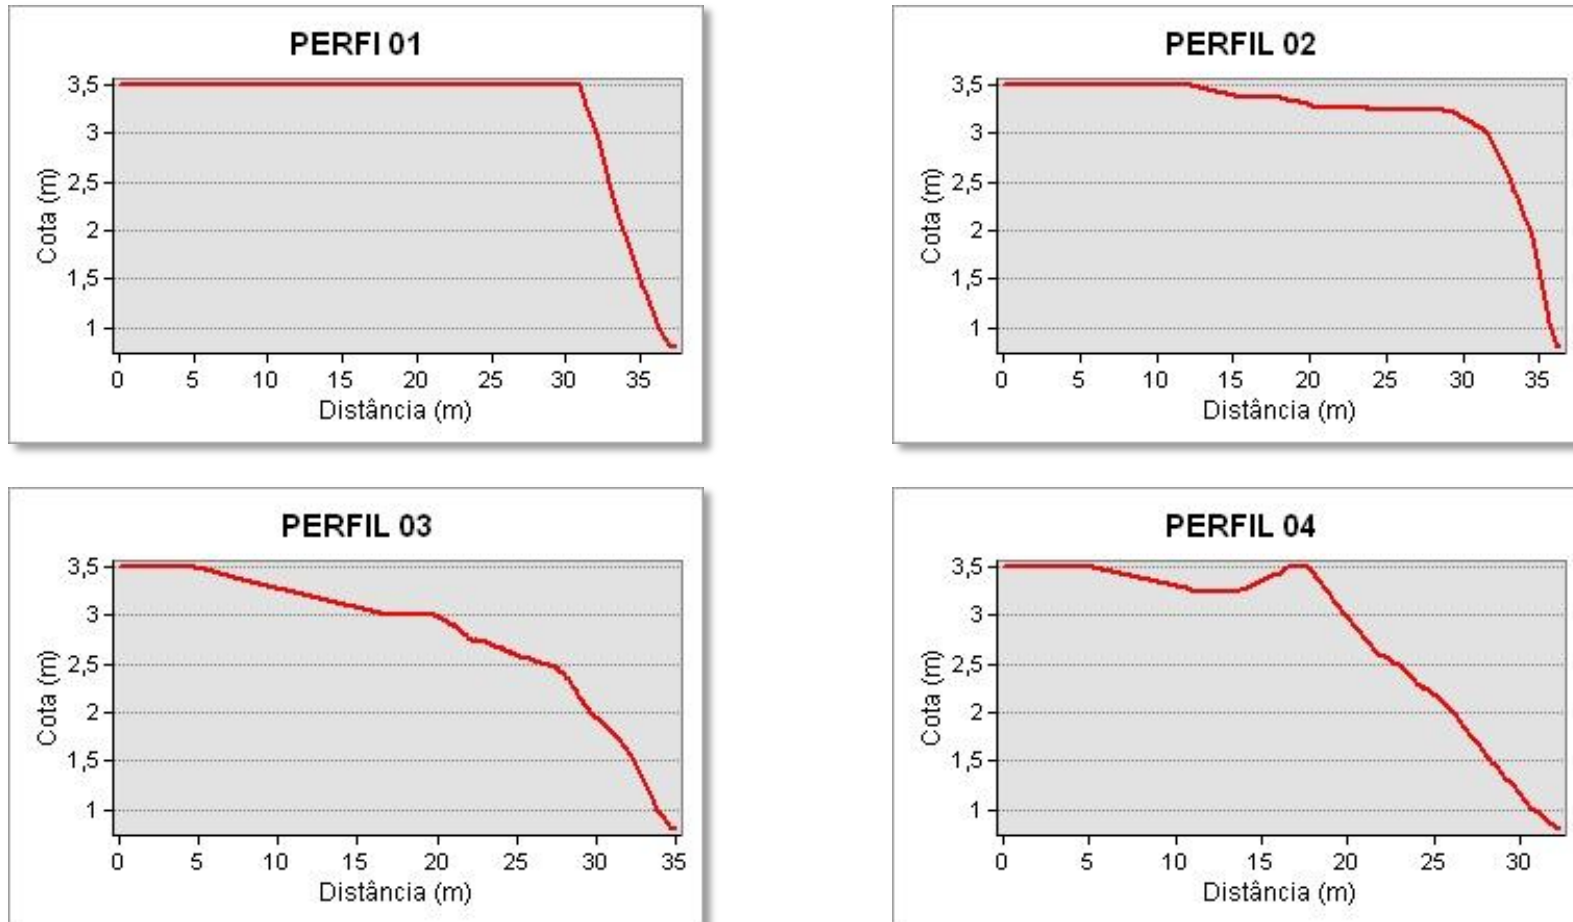 PERFI 01
3,5
3
2,5
2
1,5
1
Cota (m)
0 5 10 15 20 25 30 35
Distância (m)
PERFIL 02
3,5
3
2,5
2
1,5
1
Cota (m)
0 5 10 15 20 25 30 35
Distância (m)
PERFIL 03
3,5
3
2,5
2
1,5
1
Cota (m)
0 5 10 15 20 25 30 35
Distância (m)
PERFIL 04
3,5
3
2,5
2
1,5
1
Cota (m)
0 5 10 15 20 25 30
Distância (m)